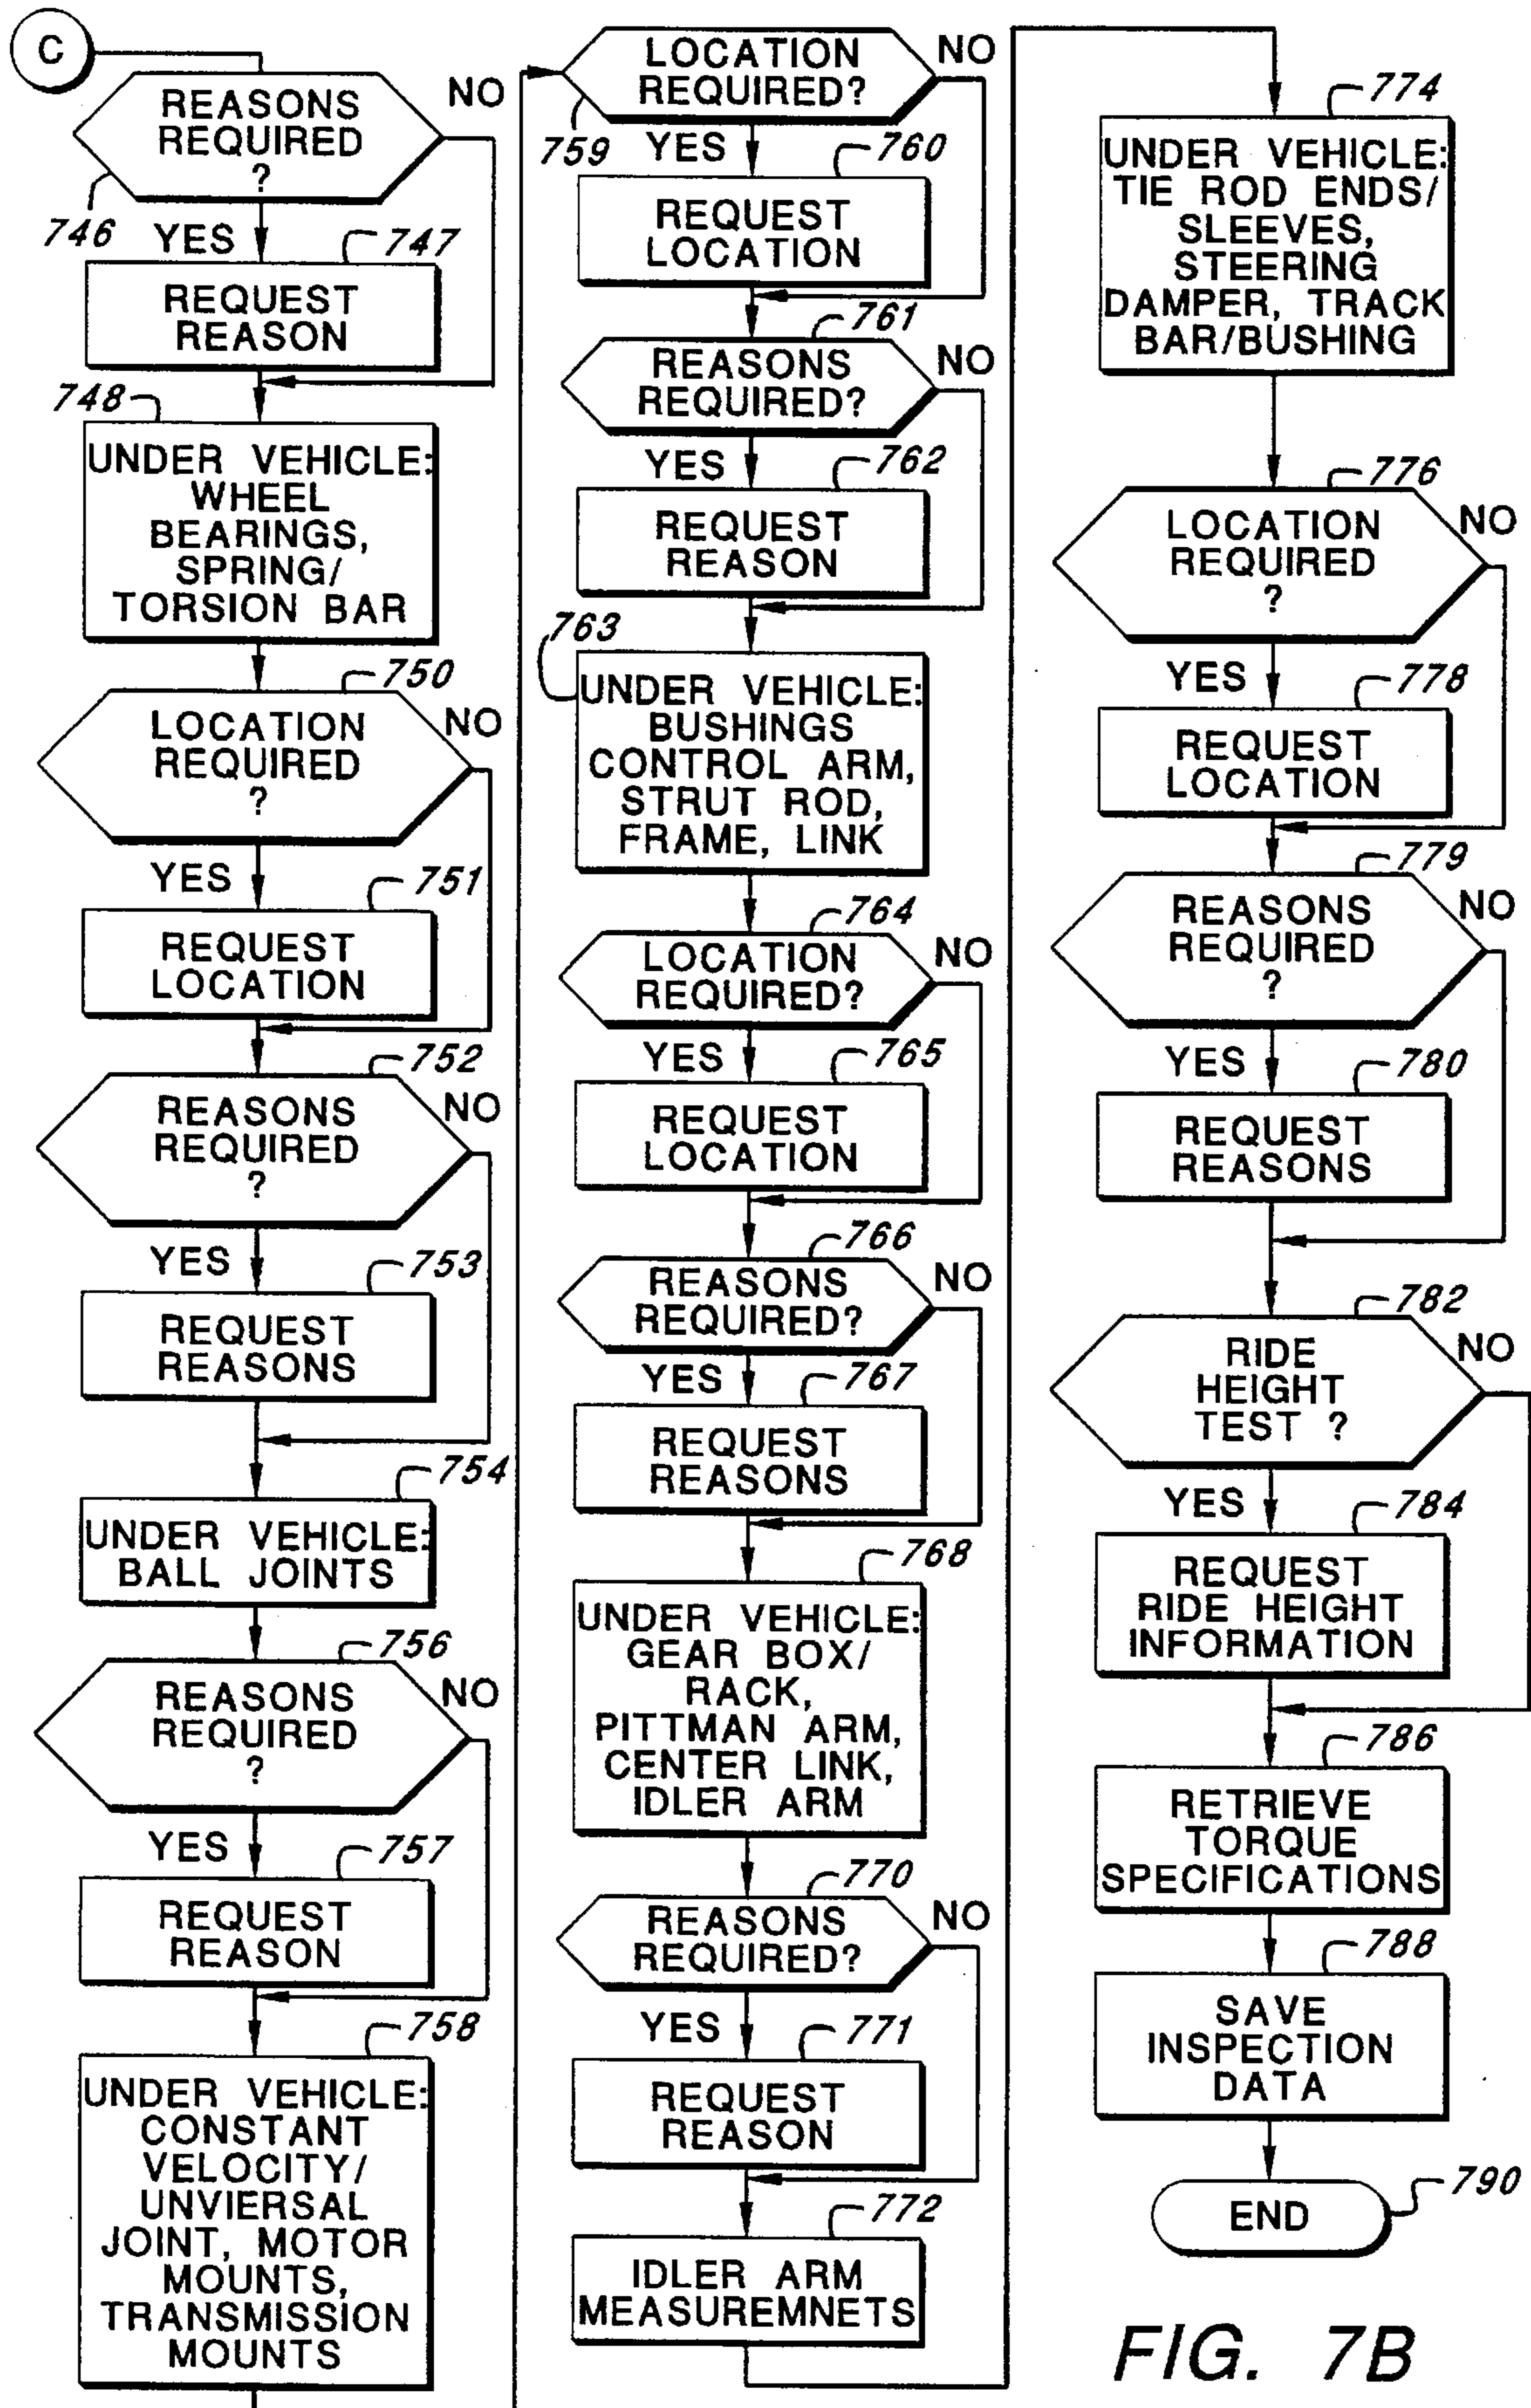 C
REASONS
REQUIRED
?
NO
746
YES
747
REQUEST
REASON
748
UNDER VEHICLE:
WHEEL
BEARINGS,
SPRING/
TORSION BAR
750
LOCATION
REQUIRED
?
NO
YES
751
REQUEST
LOCATION
752
REASONS
REQUIRED
?
NO
YES
753
REQUEST
REASONS
754
UNDER VEHICLE:
BALL JOINTS
756
REASONS
REQUIRED
?
NO
YES
757
REQUEST
REASON
758
UNDER VEHICLE:
CONSTANT
VELOCITY/
UNVIERSAL
JOINT, MOTOR
MOUNTS,
TRANSMISSION
MOUNTS
LOCATION
REQUIRED?
NO
759
YES
760
REQUEST
LOCATION
761
REASONS
REQUIRED?
NO
YES
762
REQUEST
REASON
763
UNDER VEHICLE:
BUSHINGS
CONTROL ARM,
STRUT ROD,
FRAME, LINK
764
LOCATION
REQUIRED?
NO
YES
765
REQUEST
LOCATION
766
REASONS
REQUIRED?
NO
YES
767
REQUEST
REASONS
768
UNDER VEHICLE:
GEAR BOX/
RACK,
PITTMAN ARM,
CENTER LINK,
IDLER ARM
770
REASONS
REQUIRED?
NO
YES
771
REQUEST
REASON
772
IDLER ARM
MEASUREMNETS
774
UNDER VEHICLE:
TIE ROD ENDS/
SLEEVES,
STEERING
DAMPER, TRACK
BAR/BUSHING
776
LOCATION
REQUIRED
?
NO
YES
778
REQUEST
LOCATION
779
REASONS
REQUIRED
?
NO
YES
780
REQUEST
REASONS
782
RIDE
HEIGHT
TEST ?
NO
YES
784
REQUEST
RIDE HEIGHT
INFORMATION
786
RETRIEVE
TORQUE
SPECIFICATIONS
788
SAVE
INSPECTION
DATA
790
END
FIG. 7B